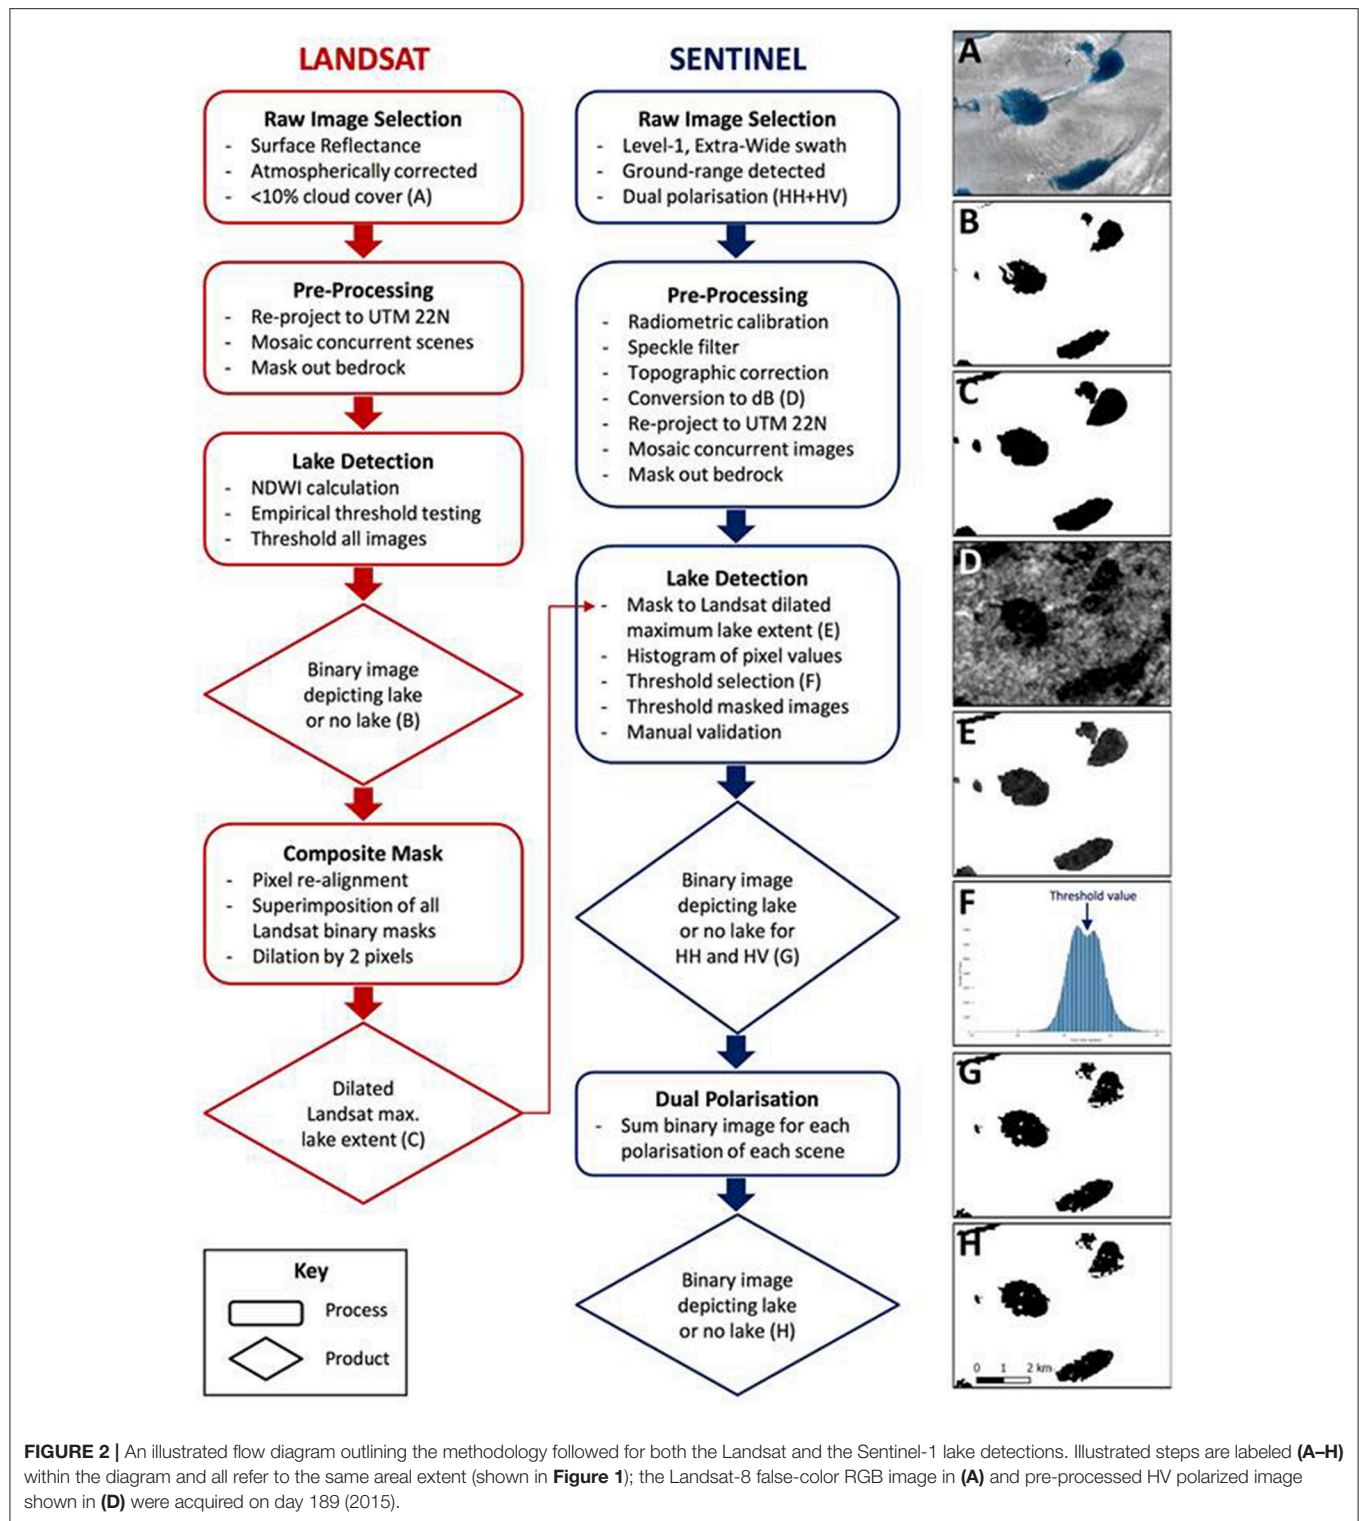 LANDSAT
Raw Image Selection
- Surface Reflectance
- Atmospherically corrected
- <10% cloud cover (A)
Pre-Processing
- Re-project to UTM 22N
- Mosaic concurrent scenes
- Mask out bedrock
Lake Detection
- NDWI calculation
- Empirical threshold testing
- Threshold all images
Binary image
depicting lake
or no lake (B)
Composite Mask
- Pixel re-alignment
- Superimposition of all
Landsat binary masks
- Dilation by 2 pixels
Dilated
Landsat max.
lake extent (C)
Key
Process
Product
SENTINEL
Raw Image Selection
- Level-1, Extra-Wide swath
- Ground-range detected
- Dual polarisation (HH+HV)
Pre-Processing
- Radiometric calibration
- Speckle filter
- Topographic correction
- Conversion to dB (D)
- Re-project to UTM 22N
- Mosaic concurrent images
- Mask out bedrock
Lake Detection
- Mask to Landsat dilated
maximum lake extent (E)
- Histogram of pixel values
- Threshold selection (F)
- Threshold masked images
- Manual validation
Binary image
depicting lake
or no lake for
HH and HV (G)
Dual Polarisation
- Sum binary image for each
polarisation of each scene
Binary image
depicting lake
or no lake (H)
A
B
C
D
E
F
Threshold value
G
H
0 1 2 km
FIGURE 2 | An illustrated flow diagram outlining the methodology followed for both the Landsat and the Sentinel-1 lake detections. Illustrated steps are labeled (A–H)
within the diagram and all refer to the same areal extent (shown in Figure 1); the Landsat-8 false-color RGB image in (A) and pre-processed HV polarized image
shown in (D) were acquired on day 189 (2015).